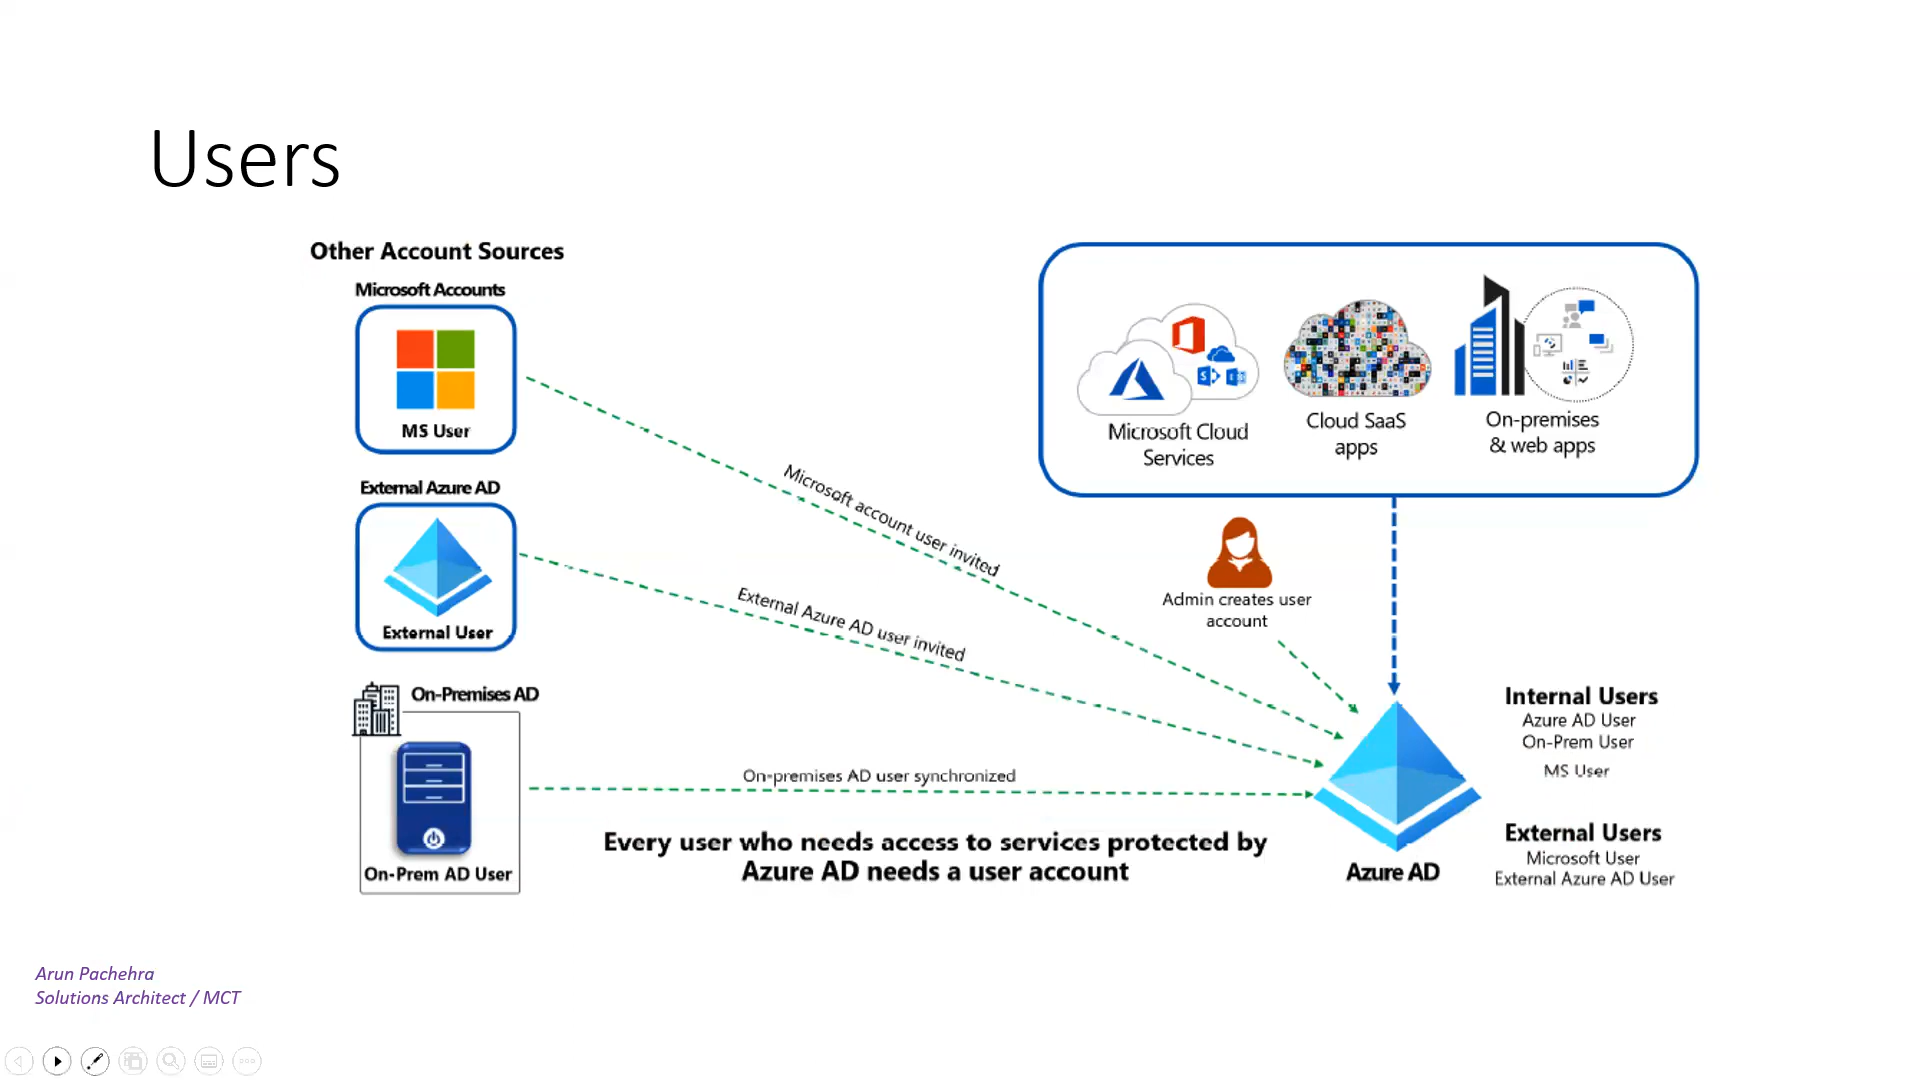 Users
Other Account Sources
Microsoft Accounts
MS User
External Azure AD
External User
On-Premises AD
On-Prem AD User
Microsoft account user invited
External Azure AD user invited
On-premises AD user synchronized
Every user who needs access to services protected by
Azure AD needs a user account
Microsoft Cloud
Services
Cloud SaaS
apps
On-premises
& web apps
Admin creates user
account
Azure AD
Internal Users
Azure AD User
On-Prem User
MS User
External Users
Microsoft User
External Azure AD User
Arun Pachehra
Solutions Architect / MCT